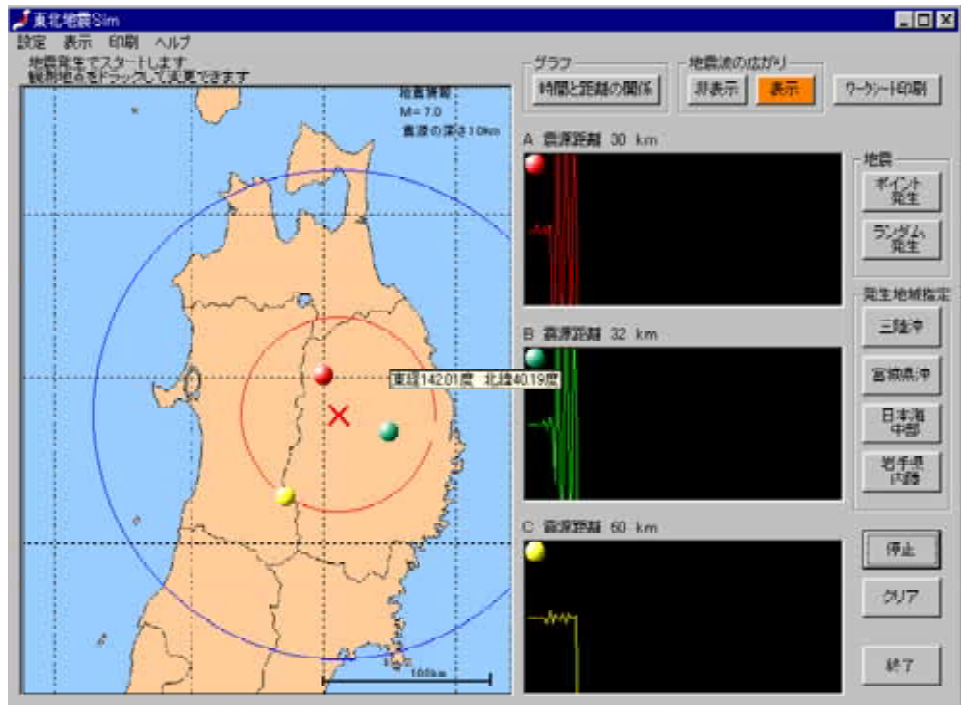 東北地震Sim
設定 表示 印刷 ヘルプ
地震発生でスタートします
観測地点をドラッグして変更できます
地震情報
M=7.0
震源の深さ10km
東経142.01度 北緯40.19度
100km
グラフ
時間と距離の関係
地震波の広がり
非表示 表示
ワークシート印刷
A 震源距離 30 km
B 震源距離 32 km
C 震源距離 60 km
地震
ポイント
発生
ランダム
発生
発生地域指定
三陸沖
宮城県沖
日本海
中部
岩手県
内陸
停止
クリア
終了